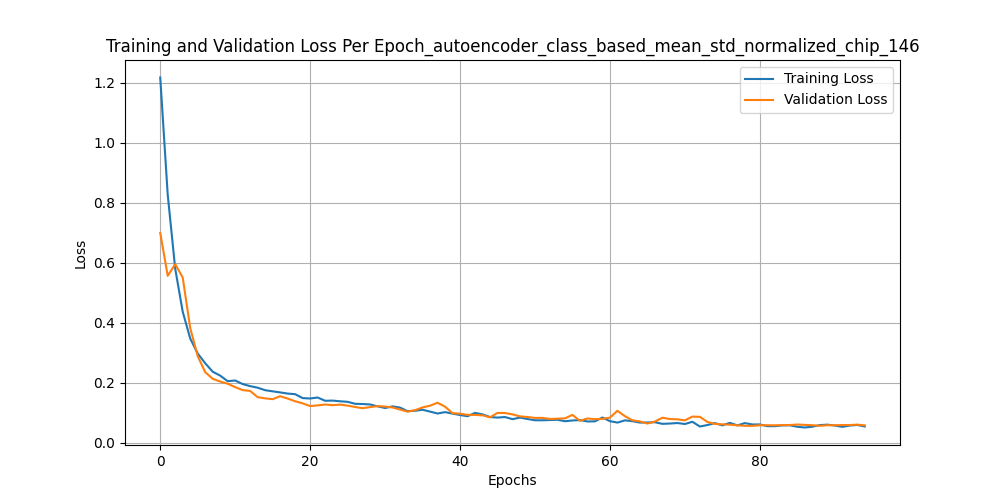 Training and Validation Loss Per Epoch_autoencoder_class_based_mean_std_normalized_chip_146
Training Loss
Validation Loss
1.2
1.0
0.8
0.6
0.4
0.2
0.0
Loss
0 20 40 60 80
Epochs